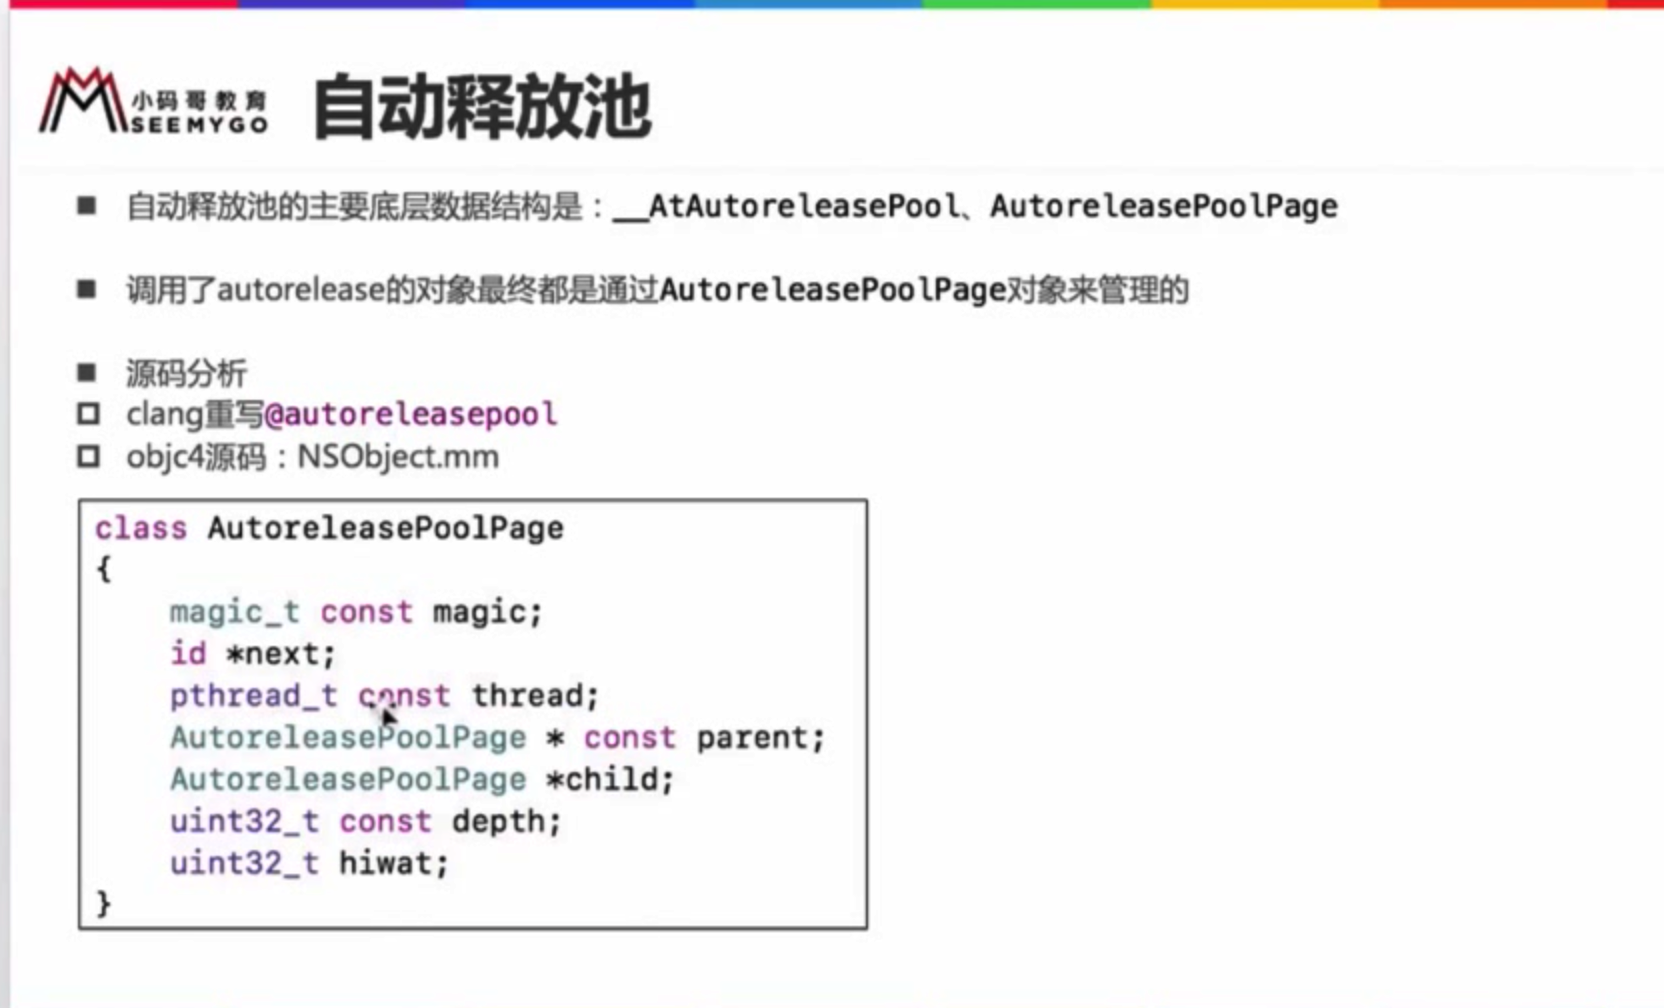 小码哥教育
SEEMYGO
自动释放池
自动释放池的主要底层数据结构是：__AtAutoreleasePool、AutoreleasePoolPage
调用了autorelease的对象最终都是通过AutoreleasePoolPage对象来管理的
源码分析
clang重写@autoreleasepool
objc4源码：NSObject.mm
class AutoreleasePoolPage
{
    magic_t const magic;
    id *next;
    pthread_t const thread;
    AutoreleasePoolPage * const parent;
    AutoreleasePoolPage *child;
    uint32_t const depth;
    uint32_t hiwat;
}